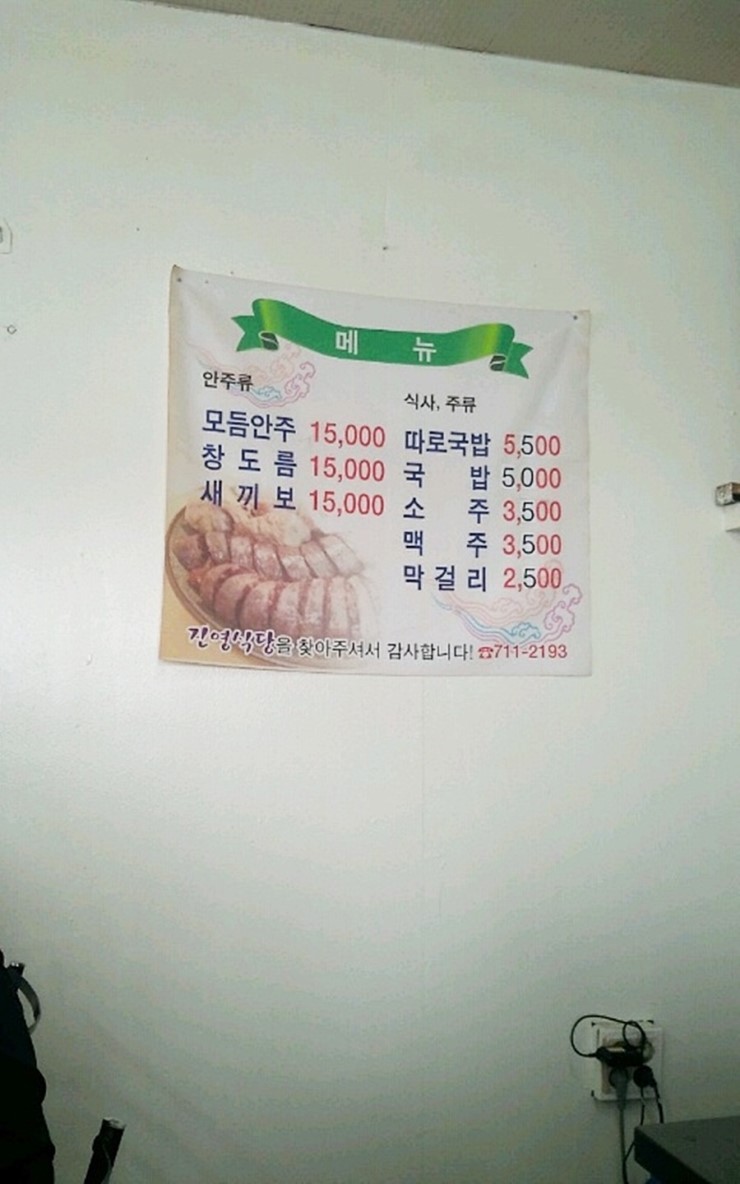 메 뉴
안주류
모듬안주 15,000
창도름 15,000
새끼보 15,000
식사, 주류
따로국밥 5,500
국 밥 5,000
소 주 3,500
맥 주 3,500
막걸리 2,500
진영식당을 찾아주셔서 감사합니다! ☎711-2193